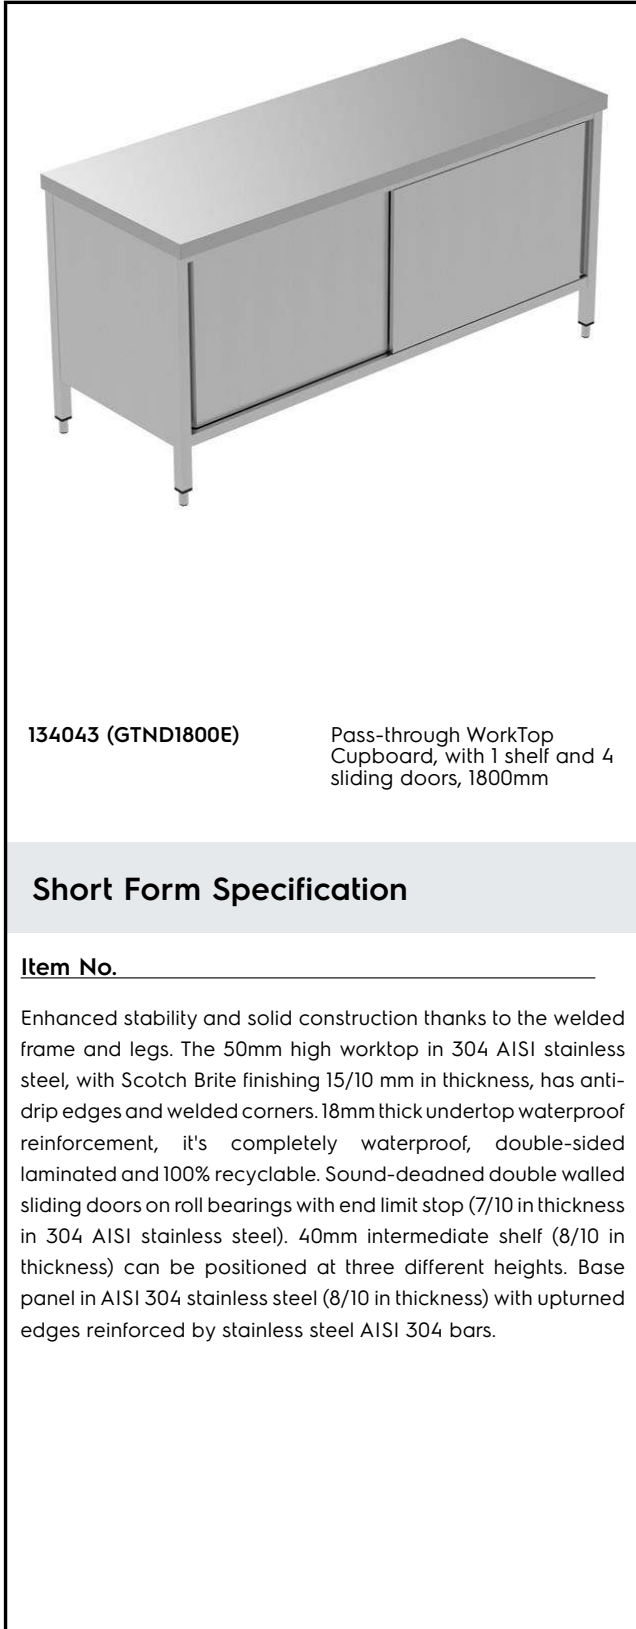 134043 (GTND1800E)
Pass-through WorkTop
Cupboard, with 1 shelf and 4
sliding doors, 1800mm
Short Form Specification
Item No.
Enhanced stability and solid construction thanks to the welded
frame and legs. The 50mm high worktop in 304 AISI stainless
steel, with Scotch Brite finishing 15/10 mm in thickness, has anti-
drip edges and welded corners. 18mm thick undertop waterproof
reinforcement, it's completely waterproof, double-sided
laminated and 100% recyclable. Sound-deadned double walled
sliding doors on roll bearings with end limit stop (7/10 in thickness
in 304 AISI stainless steel). 40mm intermediate shelf (8/10 in
thickness) can be positioned at three different heights. Base
panel in AISI 304 stainless steel (8/10 in thickness) with upturned
edges reinforced by stainless steel AISI 304 bars.